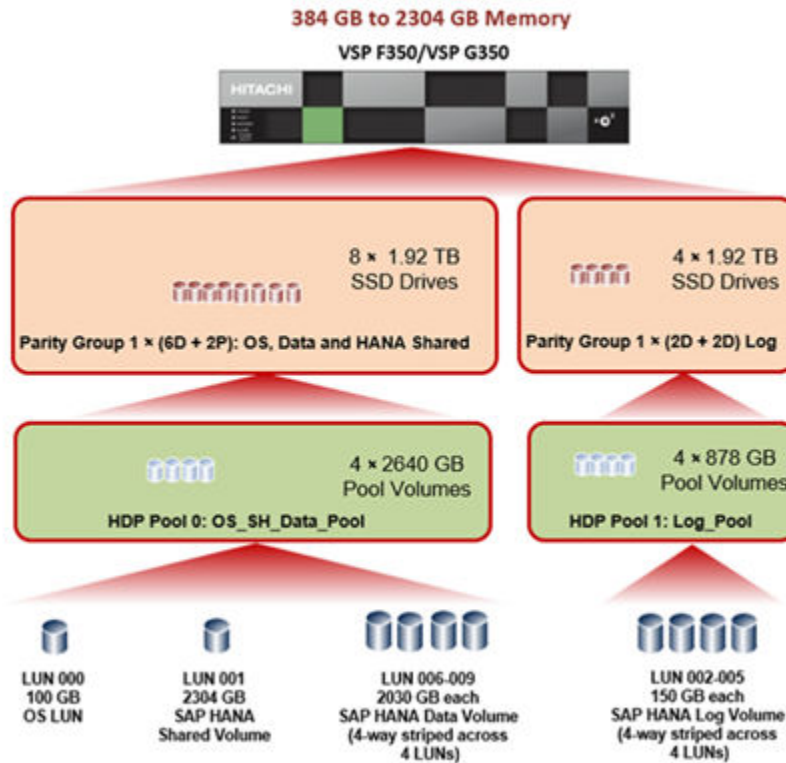 384 GB to 2304 GB Memory
VSP F350/VSP G350
HITACHI
8 × 1.92 TB
SSD Drives
Parity Group 1 × (6D + 2P): OS, Data and HANA Shared
4 × 1.92 TB
SSD Drives
Parity Group 1 × (2D + 2D) Log
4 × 2640 GB
Pool Volumes
HDP Pool 0: OS_SH_Data_Pool
4 × 878 GB
Pool Volumes
HDP Pool 1: Log_Pool
LUN 000
100 GB
OS LUN
LUN 001
2304 GB
SAP HANA
Shared Volume
LUN 006-009
2030 GB each
SAP HANA Data Volume
(4-way striped across
4 LUNs)
LUN 002-005
150 GB each
SAP HANA Log Volume
(4-way striped across
4 LUNs)